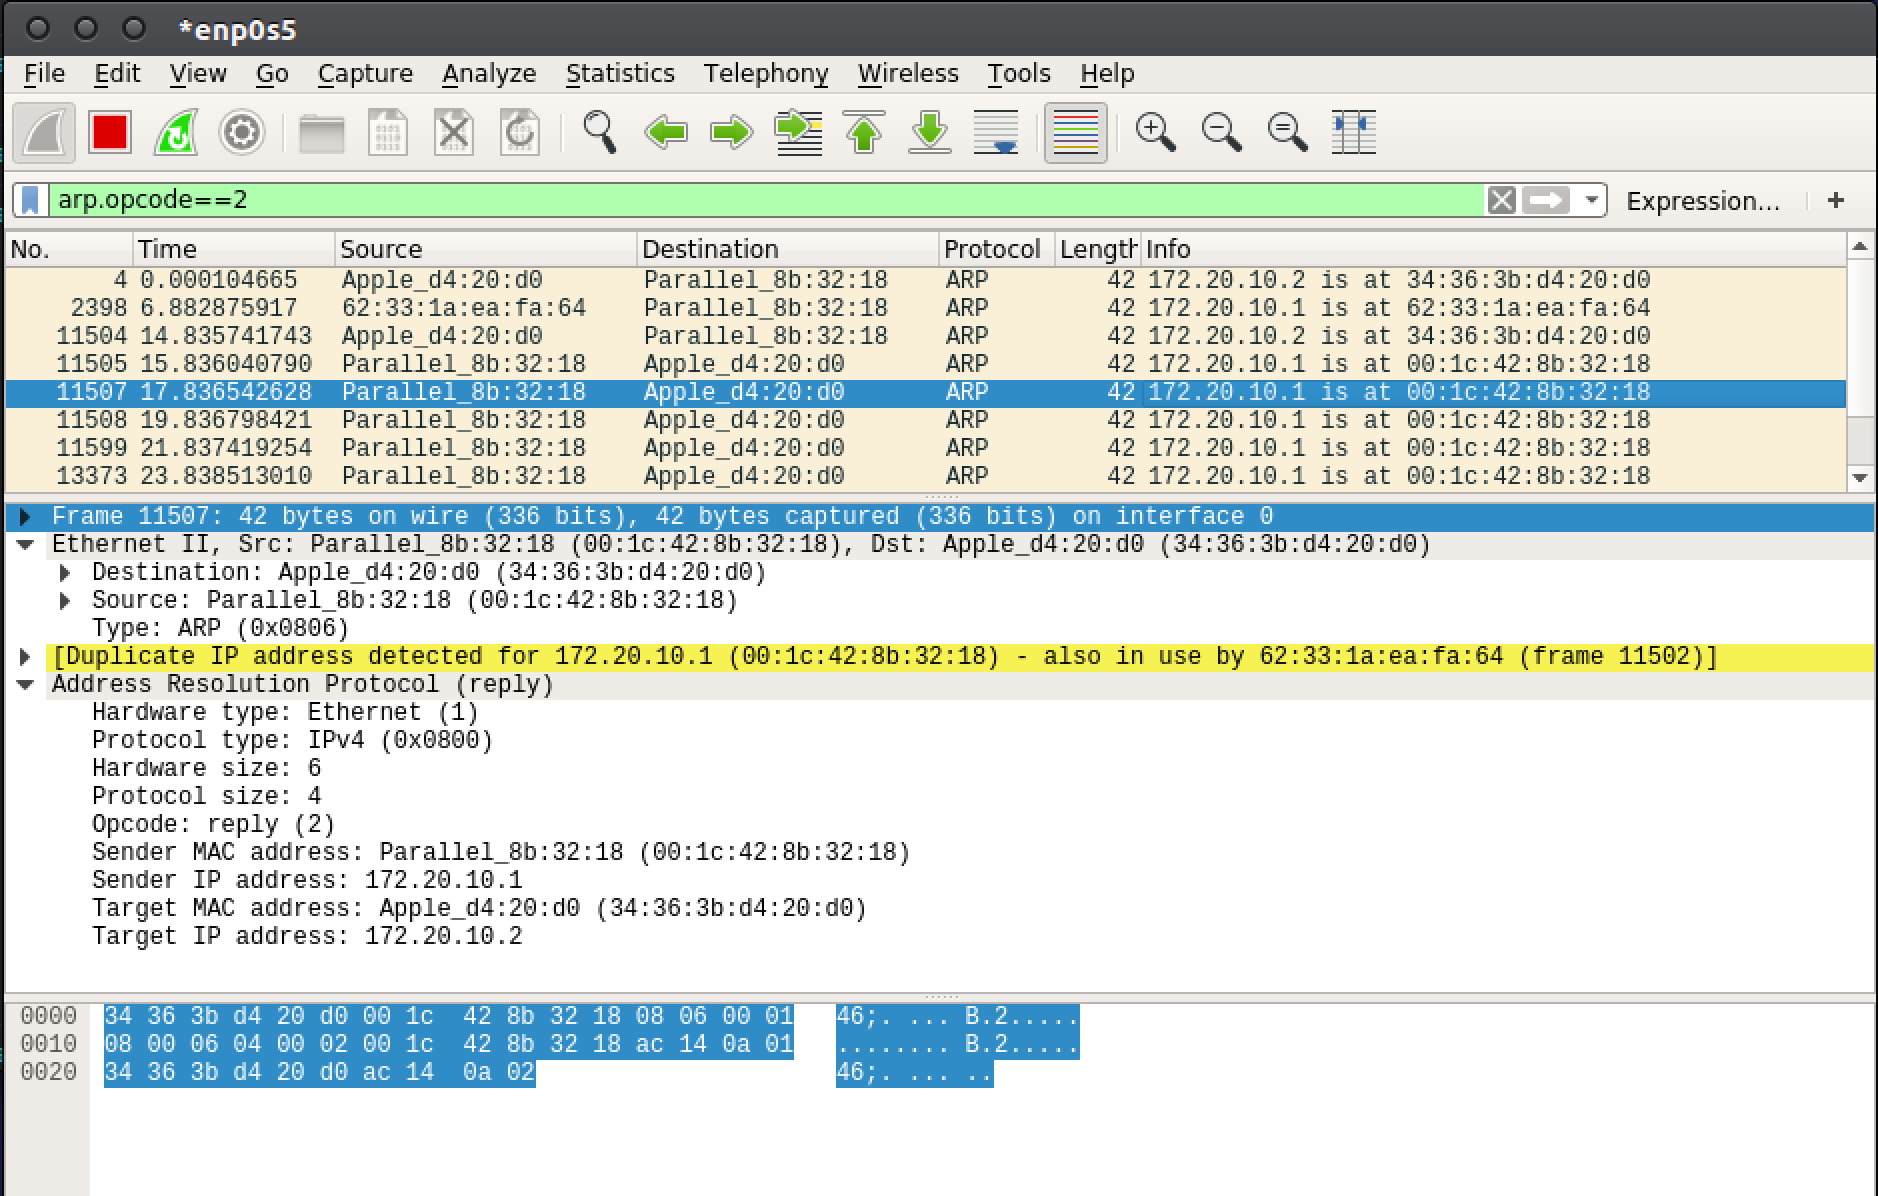 *enp0s5
File Edit View Go Capture Analyze Statistics Telephony Wireless Tools Help
arp.opcode==2 Expression... +
No. Time Source Destination Protocol Length Info
4 0.000104665 Apple_d4:20:d0 Parallel_8b:32:18 ARP 42 172.20.10.2 is at 34:36:3b:d4:20:d0
2398 6.882875917 62:33:1a:ea:fa:64 Parallel_8b:32:18 ARP 42 172.20.10.1 is at 62:33:1a:ea:fa:64
11504 14.835741743 Apple_d4:20:d0 Parallel_8b:32:18 ARP 42 172.20.10.2 is at 34:36:3b:d4:20:d0
11505 15.836040790 Parallel_8b:32:18 Apple_d4:20:d0 ARP 42 172.20.10.1 is at 00:1c:42:8b:32:18
11507 17.836542628 Parallel_8b:32:18 Apple_d4:20:d0 ARP 42 172.20.10.1 is at 00:1c:42:8b:32:18
11508 19.836798421 Parallel_8b:32:18 Apple_d4:20:d0 ARP 42 172.20.10.1 is at 00:1c:42:8b:32:18
11599 21.837419254 Parallel_8b:32:18 Apple_d4:20:d0 ARP 42 172.20.10.1 is at 00:1c:42:8b:32:18
13373 23.838513010 Parallel_8b:32:18 Apple_d4:20:d0 ARP 42 172.20.10.1 is at 00:1c:42:8b:32:18
Frame 11507: 42 bytes on wire (336 bits), 42 bytes captured (336 bits) on interface 0
Ethernet II, Src: Parallel_8b:32:18 (00:1c:42:8b:32:18), Dst: Apple_d4:20:d0 (34:36:3b:d4:20:d0)
Destination: Apple_d4:20:d0 (34:36:3b:d4:20:d0)
Source: Parallel_8b:32:18 (00:1c:42:8b:32:18)
Type: ARP (0x0806)
[Duplicate IP address detected for 172.20.10.1 (00:1c:42:8b:32:18) - also in use by 62:33:1a:ea:fa:64 (frame 11502)]
Address Resolution Protocol (reply)
Hardware type: Ethernet (1)
Protocol type: IPv4 (0x0800)
Hardware size: 6
Protocol size: 4
Opcode: reply (2)
Sender MAC address: Parallel_8b:32:18 (00:1c:42:8b:32:18)
Sender IP address: 172.20.10.1
Target MAC address: Apple_d4:20:d0 (34:36:3b:d4:20:d0)
Target IP address: 172.20.10.2
0000 34 36 3b d4 20 d0 00 1c 42 8b 32 18 08 06 00 01 46;. ... B.2.....
0010 08 00 06 04 00 02 00 1c 42 8b 32 18 ac 14 0a 01 ........ B.2.....
0020 34 36 3b d4 20 d0 ac 14 0a 02 46;. ... ..